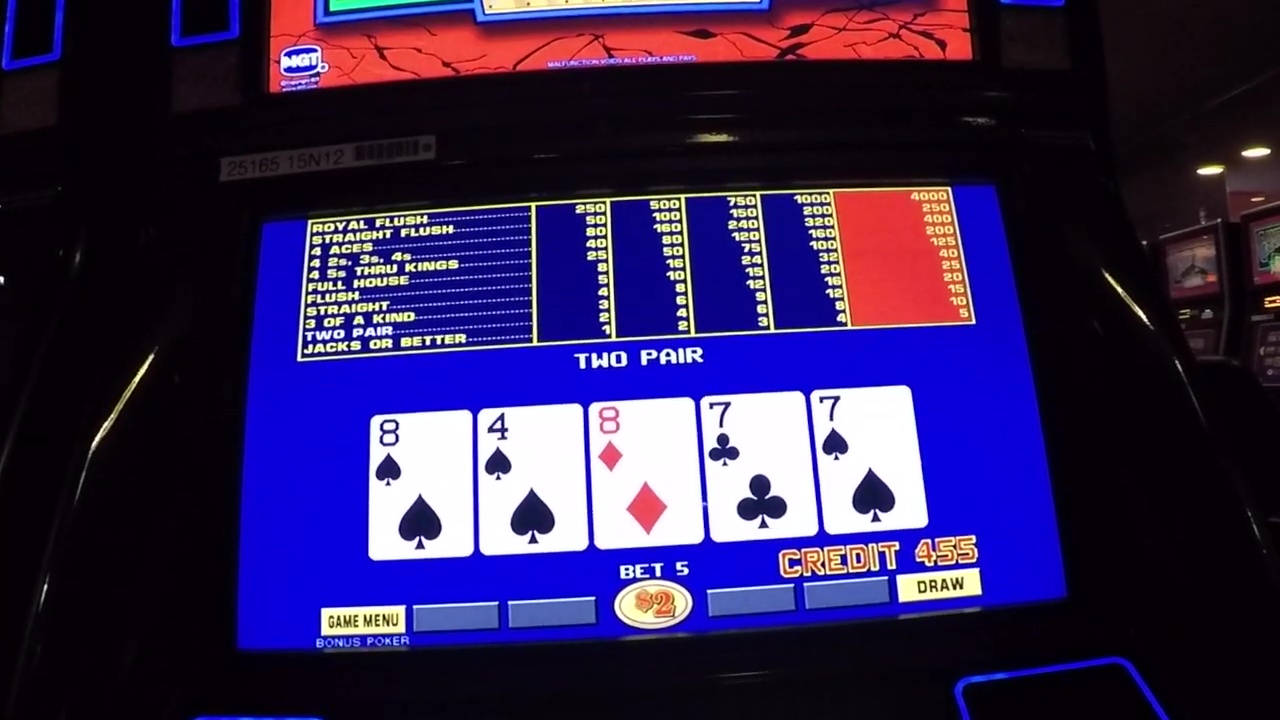 NGT
MALFUNCTION VOIDS ALL PLAYS AND PAYS
25165 15N12
ROYAL FLUSH 250 500 750 1000 4000
STRAIGHT FLUSH 50 100 150 200 250
4 ACES 80 160 240 320 400
4 2s, 3s, 4s 40 80 120 160 200
4 5s THRU KINGS 25 50 75 100 125
FULL HOUSE 8 16 24 32 40
FLUSH 5 10 15 20 25
STRAIGHT 4 8 12 16 20
3 OF A KIND 3 6 9 12 15
TWO PAIR 2 4 6 8 10
JACKS OR BETTER 1 2 3 4 5
TWO PAIR
8 4 8 7 7
BET 5 CREDIT 455
GAME MENU $2 DRAW
BONUS POKER